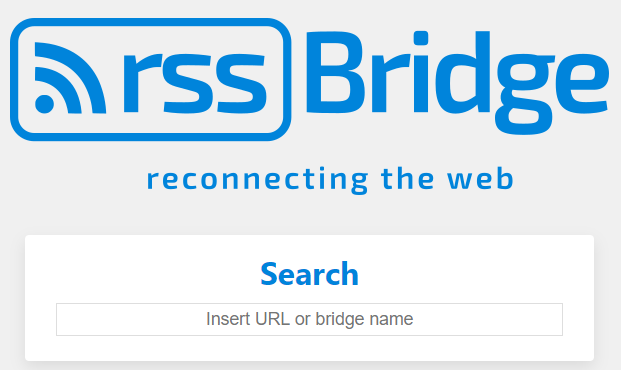 rss Bridge
reconnecting the web
Search
Insert URL or bridge name